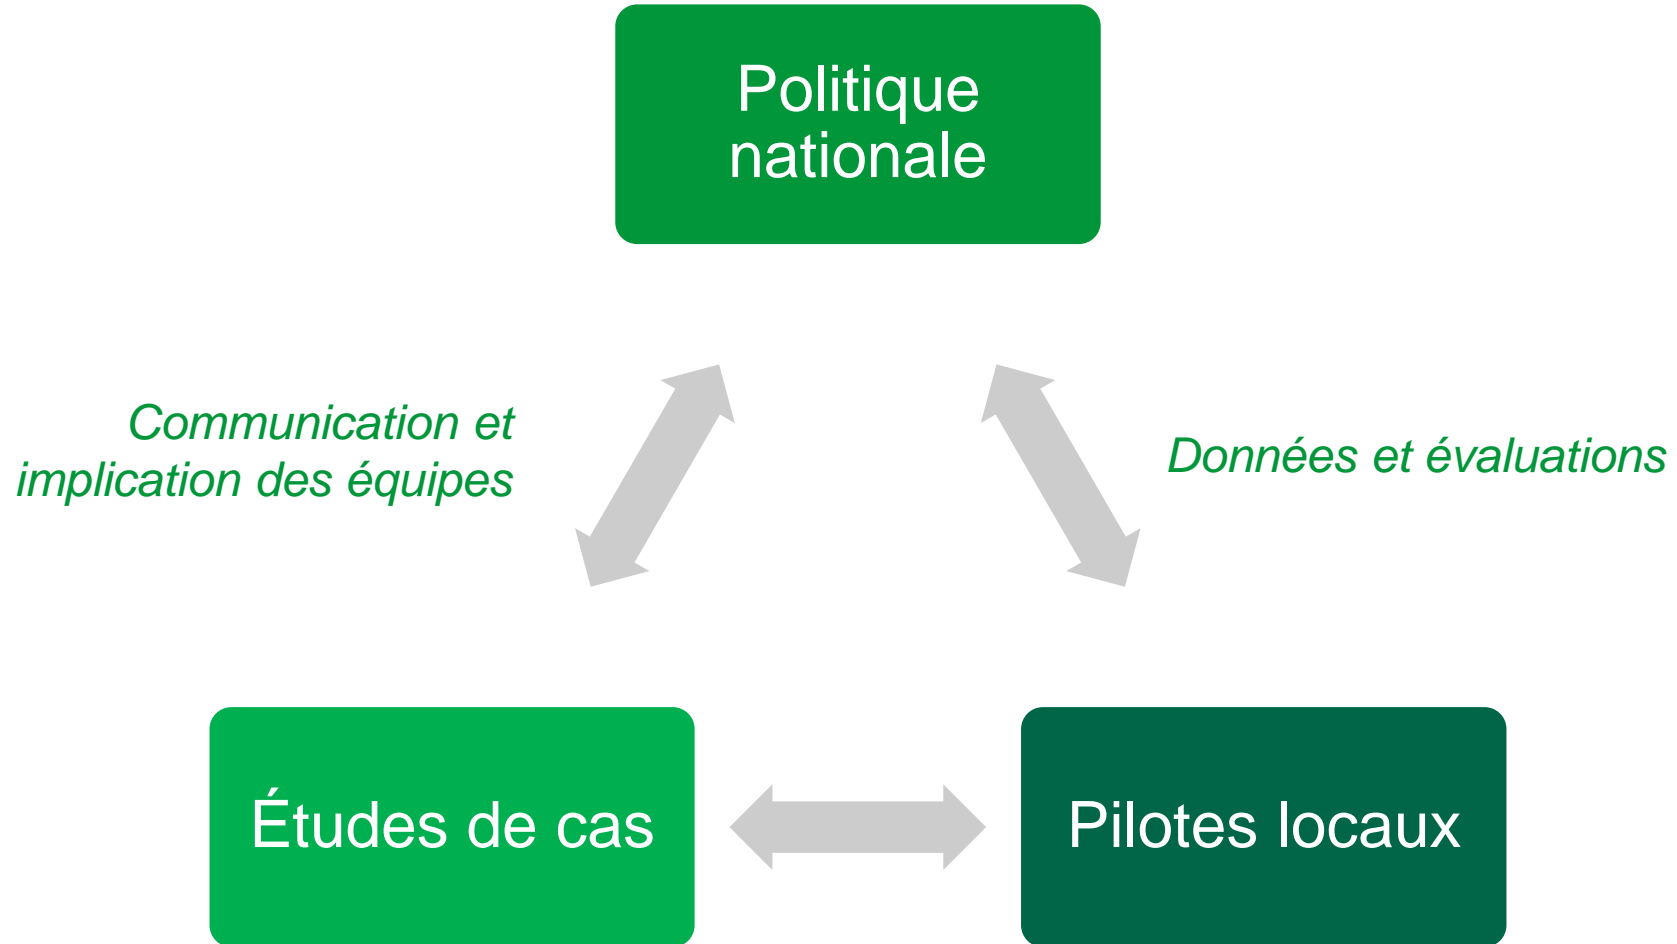 Politique
nationale
Communication et
implication des équipes
Données et évaluations
Études de cas
Pilotes locaux